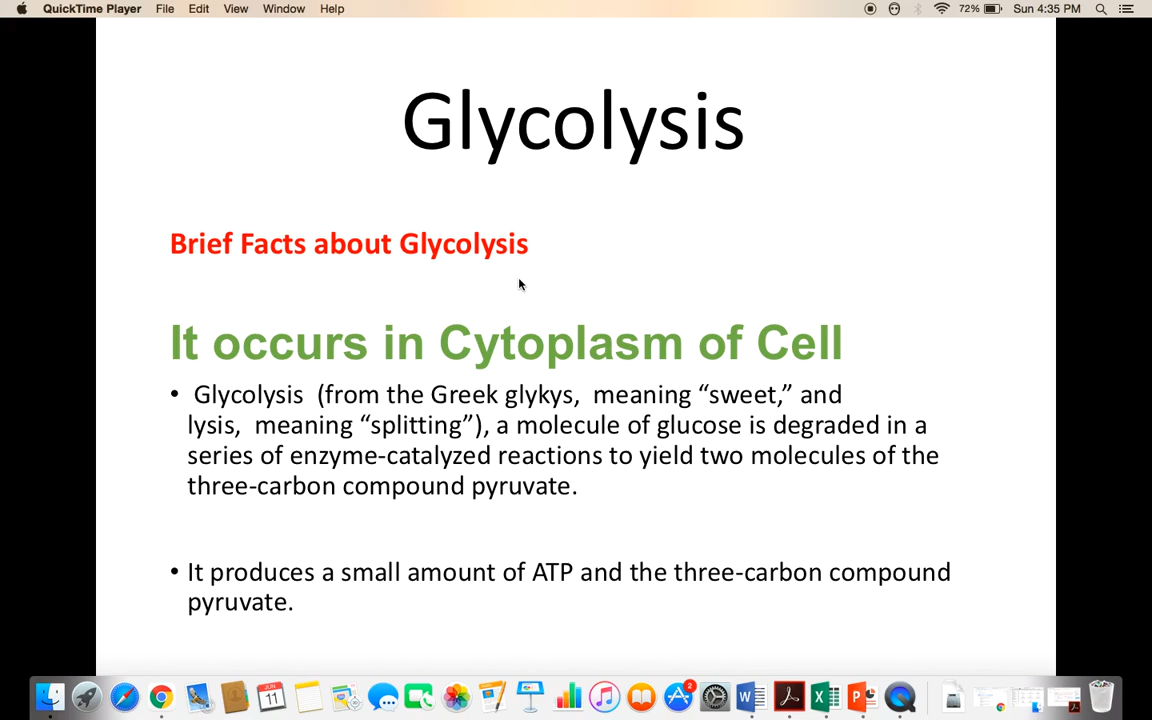 QuickTime Player File Edit View Window Help 72% Sun 4:35 PM
Glycolysis
Brief Facts about Glycolysis
It occurs in Cytoplasm of Cell
• Glycolysis (from the Greek glykys, meaning “sweet,” and
lysis, meaning “splitting”), a molecule of glucose is degraded in a
series of enzyme-catalyzed reactions to yield two molecules of the
three-carbon compound pyruvate.
• It produces a small amount of ATP and the three-carbon compound
pyruvate.
JUN
11
2